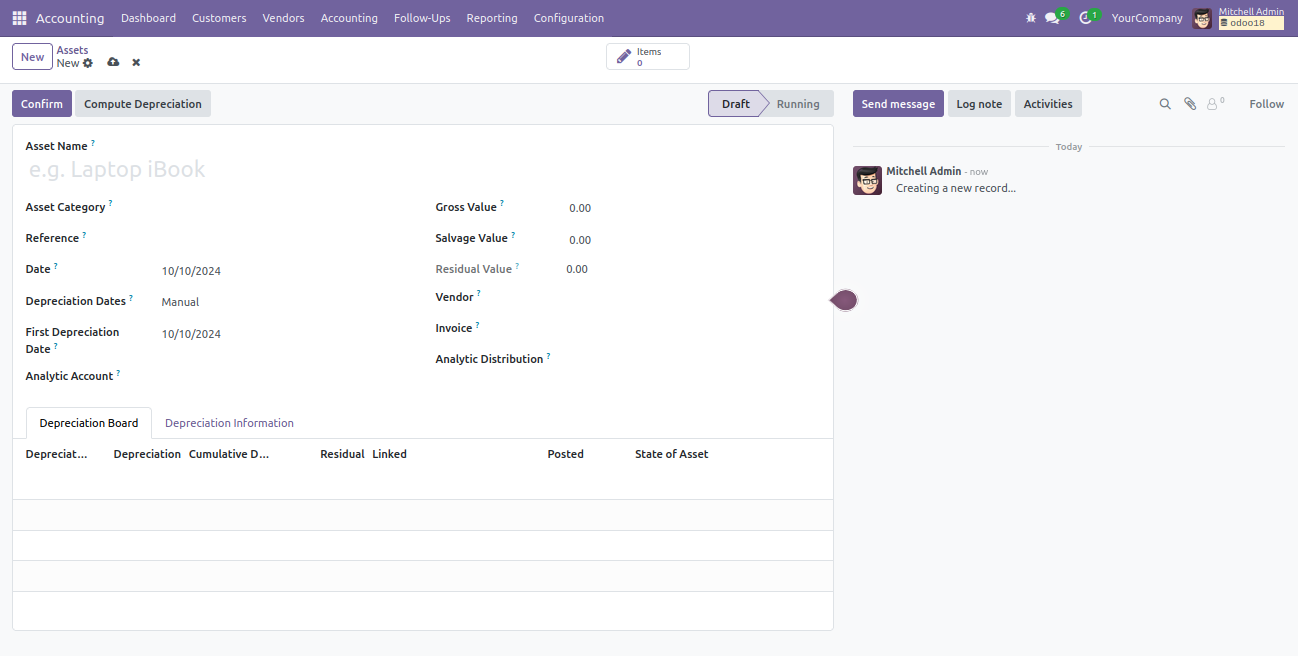 Accounting Dashboard Customers Vendors Accounting Follow-Ups Reporting Configuration 6 1 YourCompany Mitchell Admin
odoo18
New Assets
New
Items
0
Confirm Compute Depreciation Draft Running Send message Log note Activities 0 Follow
Asset Name ?
e.g. Laptop iBook
Today
Mitchell Admin - now
Creating a new record...
Asset Category ? Gross Value ? 0.00
Reference ? Salvage Value ? 0.00
Date ? 10/10/2024 Residual Value ? 0.00
Depreciation Dates ? Manual Vendor ?
First Depreciation
Date ? 10/10/2024 Invoice ?
Analytic Account ? Analytic Distribution ?
Depreciation Board Depreciation Information
Depreciat... Depreciation Cumulative D... Residual Linked Posted State of Asset